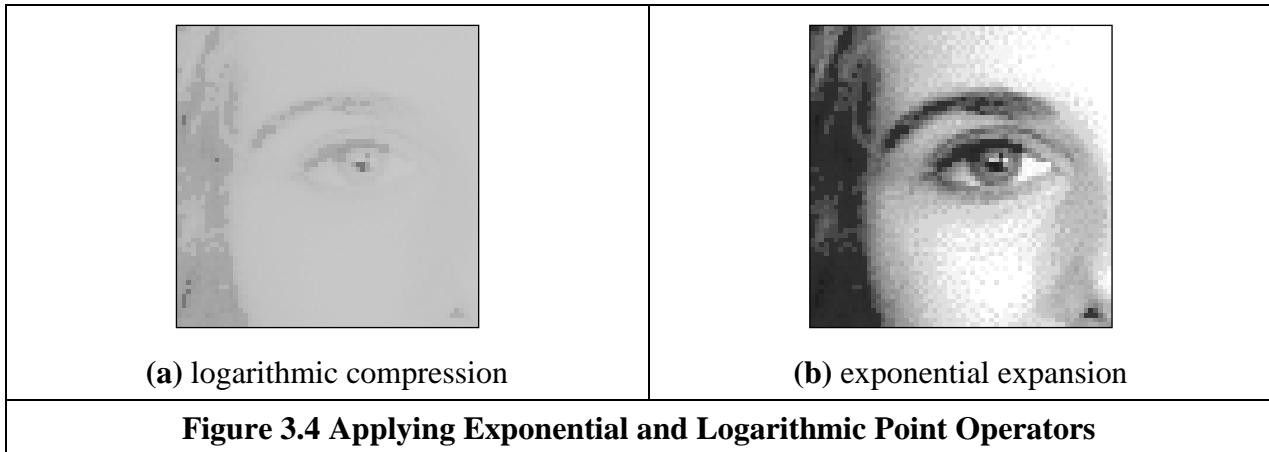 (a) logarithmic compression
(b) exponential expansion
Figure 3.4 Applying Exponential and Logarithmic Point Operators